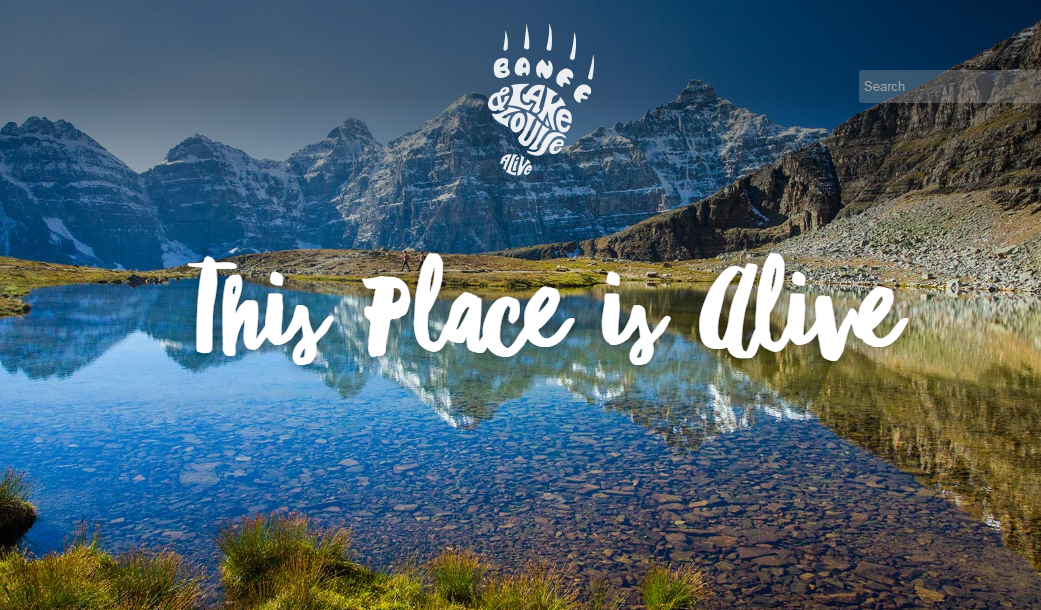 BANFF
& LAKE
LOUISE
ALIVE
Search
This Place is Alive